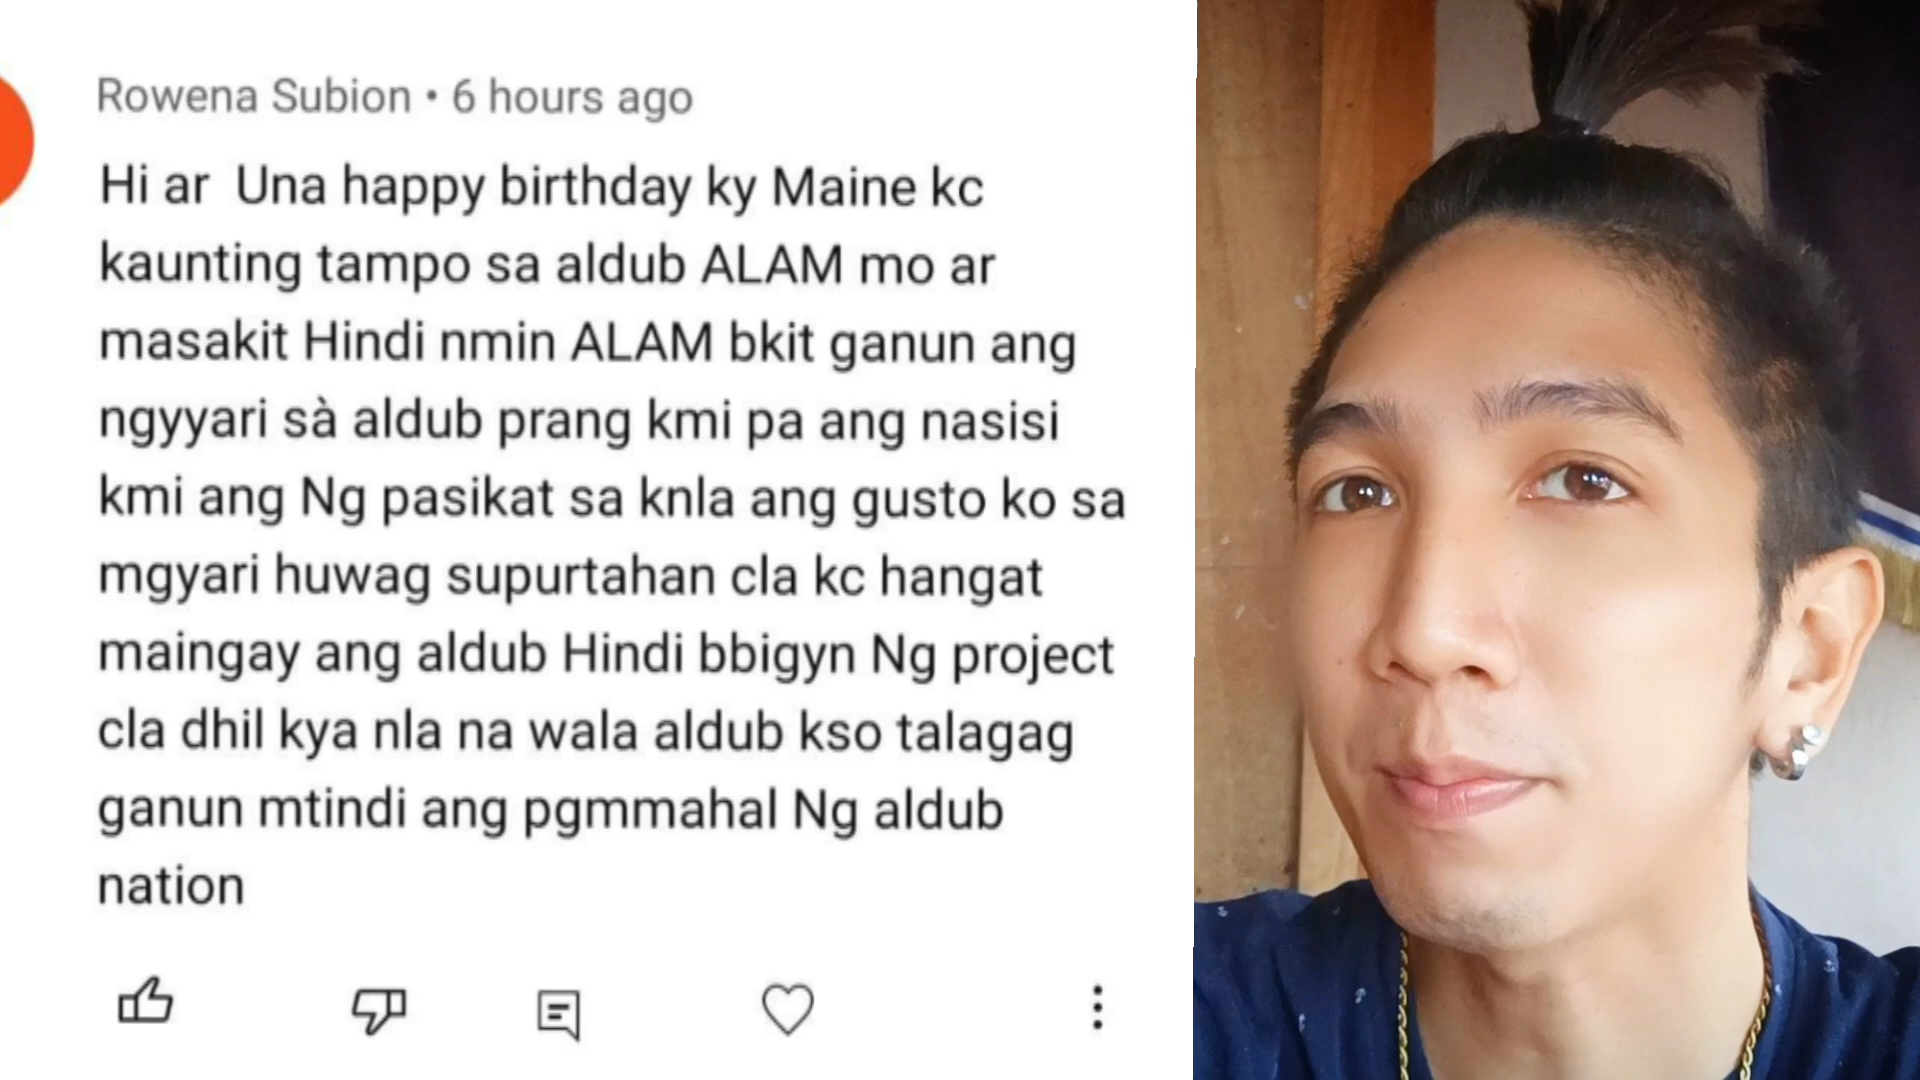 Rowena Subion • 6 hours ago
Hi ar Una happy birthday ky Maine kc
kaunting tampo sa aldub ALAM mo ar
masakit Hindi nmin ALAM bkit ganun ang
ngyyari sà aldub prang kmi pa ang nasisi
kmi ang Ng pasikat sa knla ang gusto ko sa
mgyari huwag supurtahan cla kc hangat
maingay ang aldub Hindi bbigyn Ng project
cla dhil kya nla na wala aldub kso talagag
ganun mtindi ang pgmmahal Ng aldub
nation